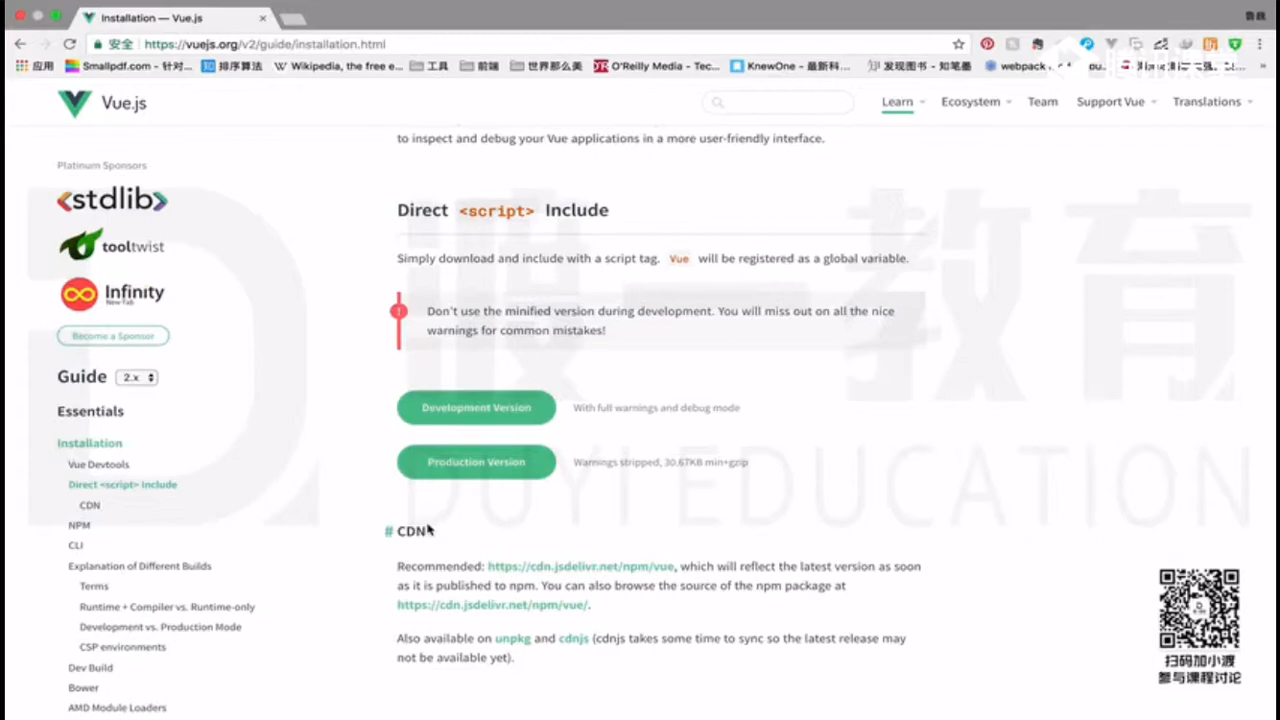 Installation — Vue.js
安全 https://vuejs.org/v2/guide/installation.html
应用 Smallpdf.com – 针对... 排序算法 Wikipedia, the free e... 工具 前端 世界那么美 O'Reilly Media - Tec... KnewOne - 最新科... 发现图书 - 知笔墨 webpack
腾讯课堂
Vue.js
Learn Ecosystem Team Support Vue Translations
to inspect and debug your Vue applications in a more user-friendly interface.
Platinum Sponsors
<stdlib>
tooltwist
Infinity
New Tab
Become a Sponsor
Guide 2.x
Essentials
Installation
Vue Devtools
Direct <script> Include
CDN
NPM
CLI
Explanation of Different Builds
Terms
Runtime + Compiler vs. Runtime-only
Development vs. Production Mode
CSP environments
Dev Build
Bower
AMD Module Loaders
Direct <script> Include
Simply download and include with a script tag. Vue will be registered as a global variable.
Don't use the minified version during development. You will miss out on all the nice
warnings for common mistakes!
Development Version With full warnings and debug mode
Production Version Warnings stripped, 30.67KB min+gzip
# CDN
Recommended: https://cdn.jsdelivr.net/npm/vue, which will reflect the latest version as soon
as it is published to npm. You can also browse the source of the npm package at
https://cdn.jsdelivr.net/npm/vue/.
Also available on unpkg and cdnjs (cdnjs takes some time to sync so the latest release may
not be available yet).
渡一教育
DUYI EDUCATION
扫码加小渡
参与课程讨论